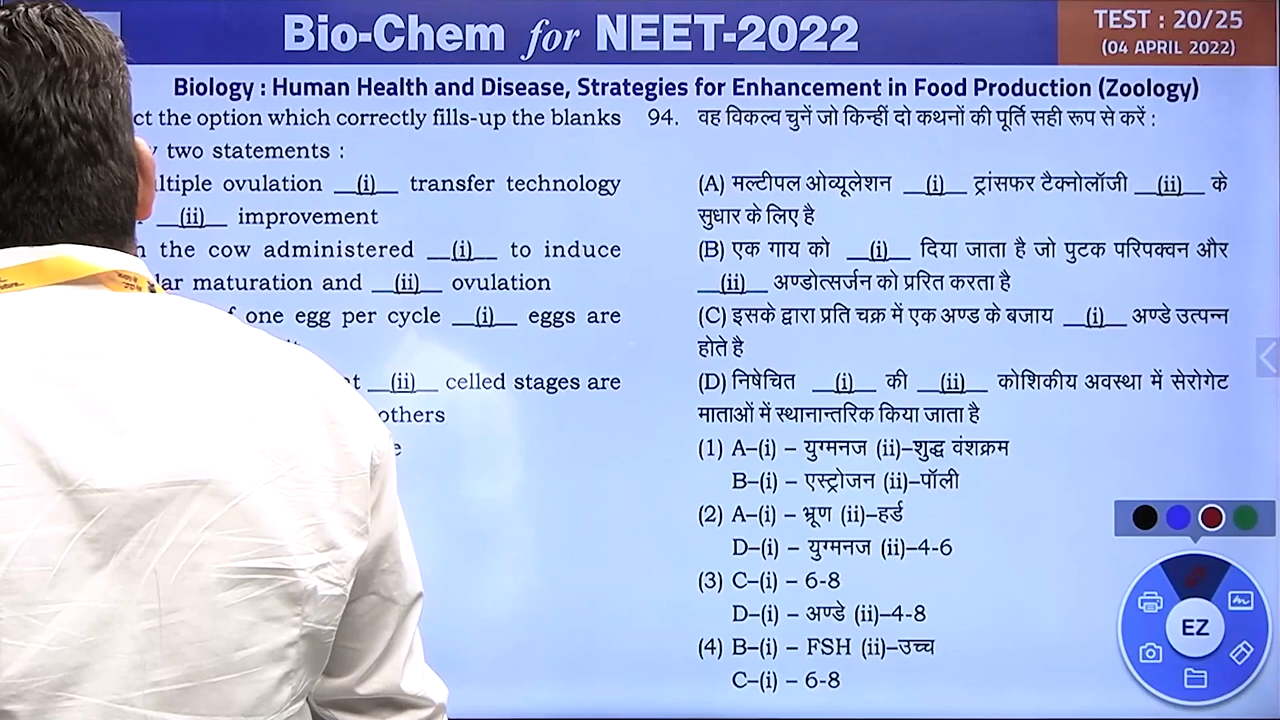 Bio-Chem for NEET-2022
TEST : 20/25
(04 APRIL 2022)
Biology : Human Health and Disease, Strategies for Enhancement in Food Production (Zoology)
the option which correctly fills-up the blanks
two statements :
ovulation __(i)__ transfer technology
__(ii)__ improvement
the cow administered __(i)__ to induce
maturation and __(ii)__ ovulation
one egg per cycle __(i)__ eggs are
__(ii)__ celled stages are
94. वह विकल्व चुनें जो किन्हीं दो कथनों की पूर्ति सही रूप से करें :
(A) मल्टीपल ओव्यूलेशन __(i)__ ट्रांसफर टैक्नोलॉजी __(ii)__ के
सुधार के लिए है
(B) एक गाय को __(i)__ दिया जाता है जो पुटक परिपक्वन और
__(ii)__ अण्डोत्सर्जन को प्ररित करता है
(C) इसके द्वारा प्रति चक्र में एक अण्ड के बजाय __(i)__ अण्डे उत्पन्न
होते है
(D) निषेचित __(i)__ की __(ii)__ कोशिकीय अवस्था में सेरोगेट
माताओं में स्थानान्तरिक किया जाता है
(1) A–(i) – युग्मनज (ii)–शुद्ध वंशक्रम
B–(i) – एस्ट्रोजन (ii)–पॉली
(2) A–(i) – भ्रूण (ii)–हर्ड
D–(i) – युग्मनज (ii)–4-6
(3) C–(i) – 6-8
D–(i) – अण्डे (ii)–4-8
(4) B–(i) – FSH (ii)–उच्च
C–(i) – 6-8
EZ